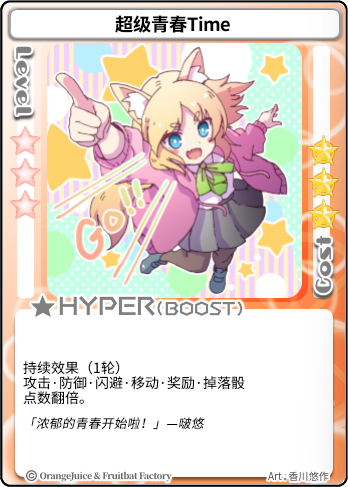 超级青春Time
Level
Cost
GO!!
HYPER(BOOST)
持续效果（1轮）
攻击·防御·闪避·移动·奖励·掉落骰
点数翻倍。
「浓郁的青春开始啦！」—啵悠
© OrangeJuice & Fruitbat Factory
Art.：香川悠作